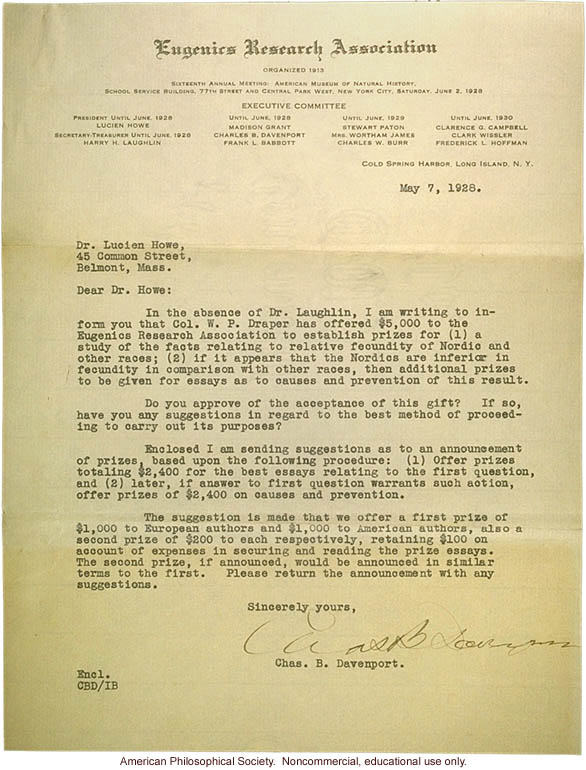 Eugenics Research Association
ORGANIZED 1913
SIXTEENTH ANNUAL MEETING: AMERICAN MUSEUM OF NATURAL HISTORY,
SCHOOL SERVICE BUILDING, 77TH STREET AND CENTRAL PARK WEST, NEW YORK CITY, SATURDAY, JUNE 2, 1928
EXECUTIVE COMMITTEE
PRESIDENT UNTIL JUNE, 1928
LUCIEN HOWE
SECRETARY-TREASURER UNTIL JUNE, 1928
HARRY H. LAUGHLIN
UNTIL JUNE, 1928
MADISON GRANT
CHARLES B. DAVENPORT
FRANK L. BABBOTT
UNTIL JUNE, 1929
STEWART PATON
MRS. WORTHAM JAMES
CHARLES W. BURR
UNTIL JUNE, 1930
CLARENCE G. CAMPBELL
CLARK WISSLER
FREDERICK L. HOFFMAN
COLD SPRING HARBOR, LONG ISLAND, N. Y.
May 7, 1928.
Dr. Lucien Howe,
45 Common Street,
Belmont, Mass.
Dear Dr. Howe:
In the absence of Dr. Laughlin, I am writing to in-
form you that Col. W. P. Draper has offered $5,000 to the
Eugenics Research Association to establish prizes for (1) a
study of the facts relating to relative fecundity of Nordic and
other races; (2) if it appears that the Nordics are inferior in
fecundity in comparison with other races, then additional prizes
to be given for essays as to causes and prevention of this result.
Do you approve of the acceptance of this gift? If so,
have you any suggestions in regard to the best method of proceed-
ing to carry out its purposes?
Enclosed I am sending suggestions as to an announcement
of prizes, based upon the following procedure: (1) Offer prizes
totaling $2,400 for the best essays relating to the first question,
and (2) later, if answer to first question warrants such action,
offer prizes of $2,400 on causes and prevention.
The suggestion is made that we offer a first prize of
$1,000 to European authors and $1,000 to American authors, also a
second prize of $200 to each respectively, retaining $100 on
account of expenses in securing and reading the prize essays.
The second prize, if announced, would be announced in similar
terms to the first. Please return the announcement with any
suggestions.
Sincerely yours,
Chas B Davenport
Chas. B. Davenport.
Encl.
CBD/IB
American Philosophical Society. Noncommercial, educational use only.